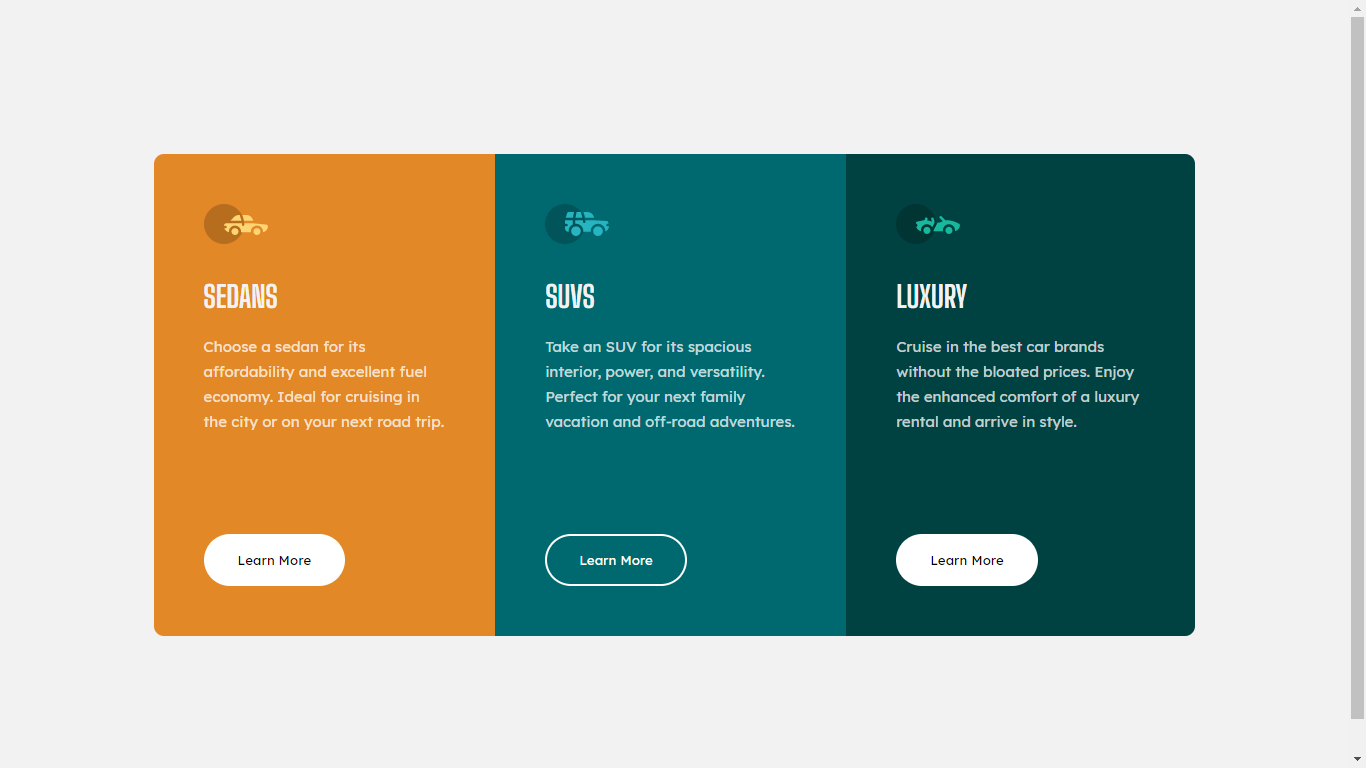 SEDANS
Choose a sedan for its
affordability and excellent fuel
economy. Ideal for cruising in
the city or on your next road trip.
Learn More
SUVS
Take an SUV for its spacious
interior, power, and versatility.
Perfect for your next family
vacation and off-road adventures.
Learn More
LUXURY
Cruise in the best car brands
without the bloated prices. Enjoy
the enhanced comfort of a luxury
rental and arrive in style.
Learn More